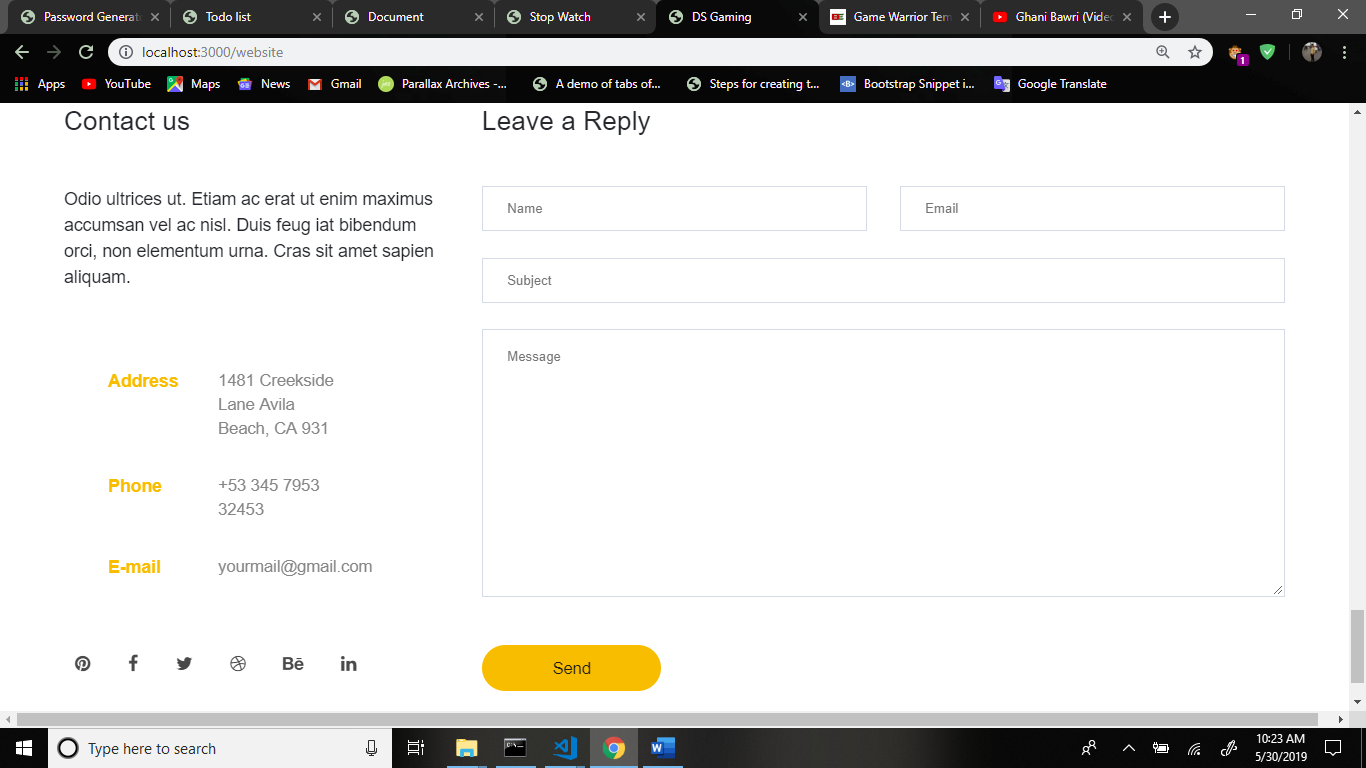 Password Generat
Todo list
Document
Stop Watch
DS Gaming
Game Warrior Tem
Ghani Bawri (Vide
localhost:3000/website
1
Apps
YouTube
Maps
News
Gmail
Parallax Archives -...
A demo of tabs of...
Steps for creating t...
Bootstrap Snippet i...
Google Translate
Contact us
Odio ultrices ut. Etiam ac erat ut enim maximus
accumsan vel ac nisl. Duis feug iat bibendum
orci, non elementum urna. Cras sit amet sapien
aliquam.
Address
1481 Creekside
Lane Avila
Beach, CA 931
Phone
+53 345 7953
32453
E-mail
yourmail@gmail.com
Bē
in
Leave a Reply
Name
Email
Subject
Message
Send
Type here to search
10:23 AM
5/30/2019